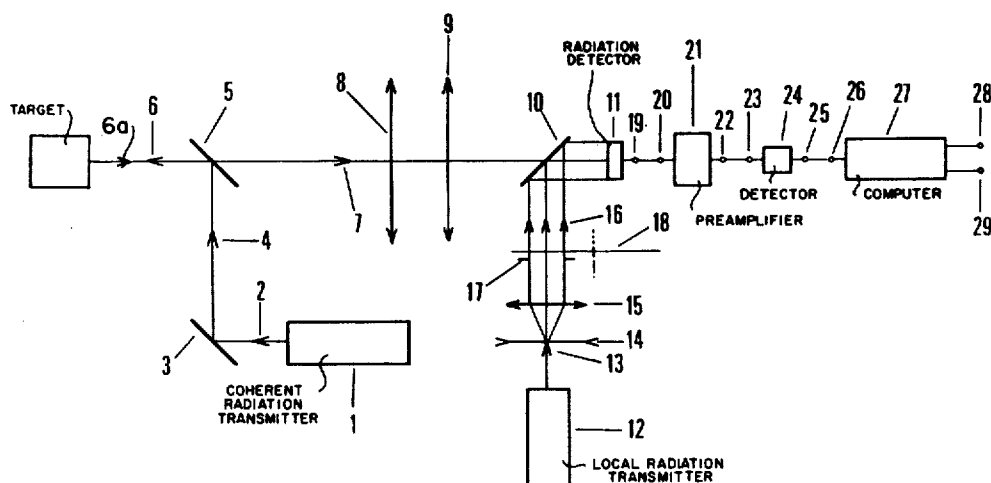 21
9
RADIATION
DETECTOR
24
26
27
28
8
10
11
19
20
22
23
25
5
TARGET
6
6a
DETECTOR
COMPUTER
PREAMPLIFIER
29
7
16
18
4
17
2
15
3
14
13
COHERENT
RADIATION
TRANSMITTER
1
12
LOCAL RADIATION
TRANSMITTER